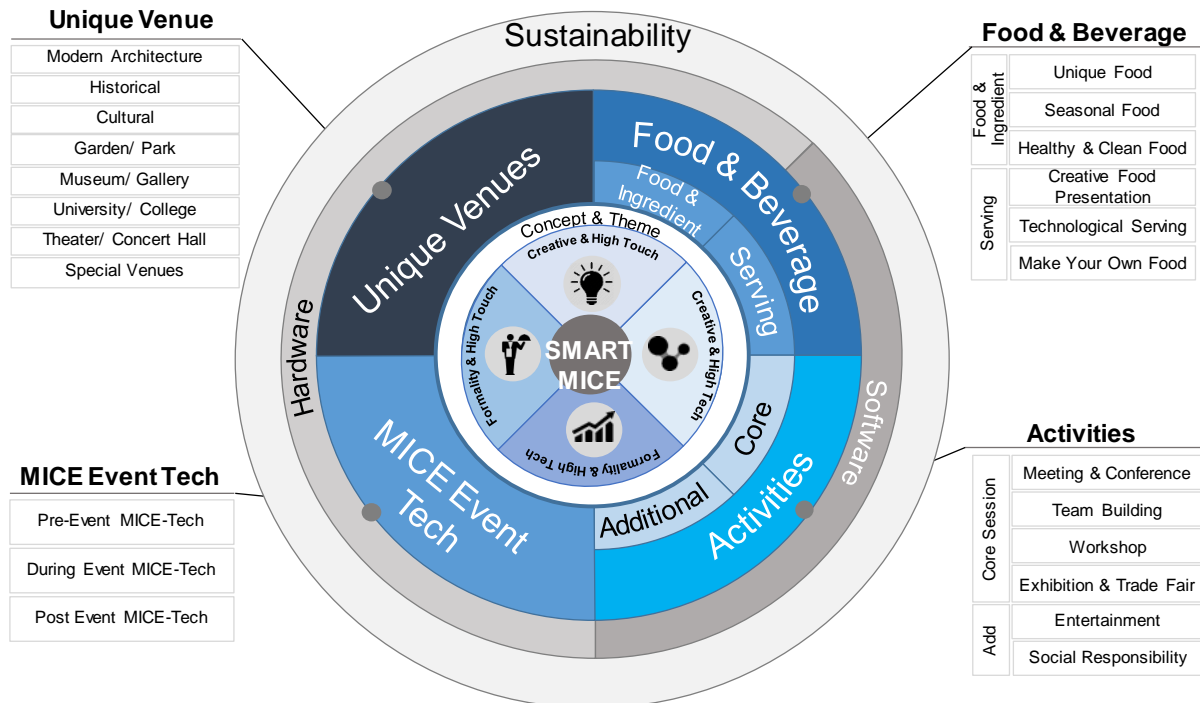 Unique Venue
Modern Architecture
Historical
Cultural
Garden/ Park
Museum/ Gallery
University/ College
Theater/ Concert Hall
Special Venues
MICE Event Tech
Pre-Event MICE-Tech
During Event MICE-Tech
Post Event MICE-Tech
Sustainability
Hardware
Software
Unique Venues
Food & Beverage
Food &
Ingredient
Serving
MICE Event
Tech
Activities
Core
Additional
Concept & Theme
Creative & High Touch
Creative & High Tech
Formality & High Tech
Formality & High Touch
SMART
MICE
Food & Beverage
Food &
Ingredient
Unique Food
Seasonal Food
Healthy & Clean Food
Serving
Creative Food
Presentation
Technological Serving
Make Your Own Food
Activities
Core Session
Meeting & Conference
Team Building
Workshop
Exhibition & Trade Fair
Add
Entertainment
Social Responsibility